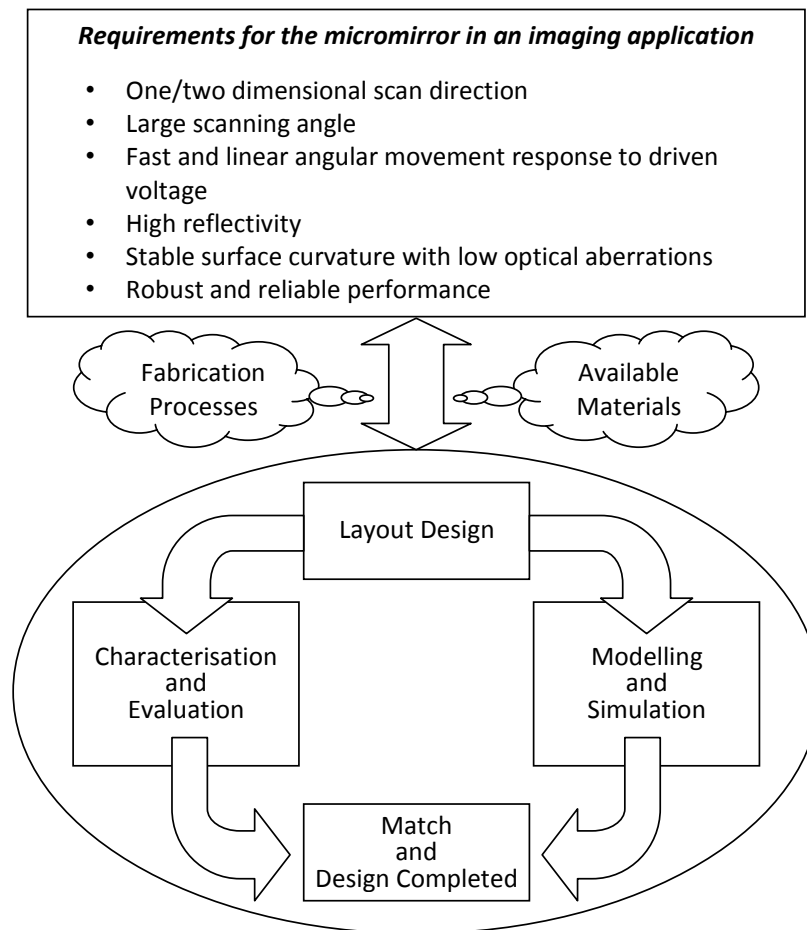 Requirements for the micromirror in an imaging application
• One/two dimensional scan direction
• Large scanning angle
• Fast and linear angular movement response to driven
voltage
• High reflectivity
• Stable surface curvature with low optical aberrations
• Robust and reliable performance
Fabrication
Processes
Available
Materials
Layout Design
Characterisation
and
Evaluation
Modelling
and
Simulation
Match
and
Design Completed